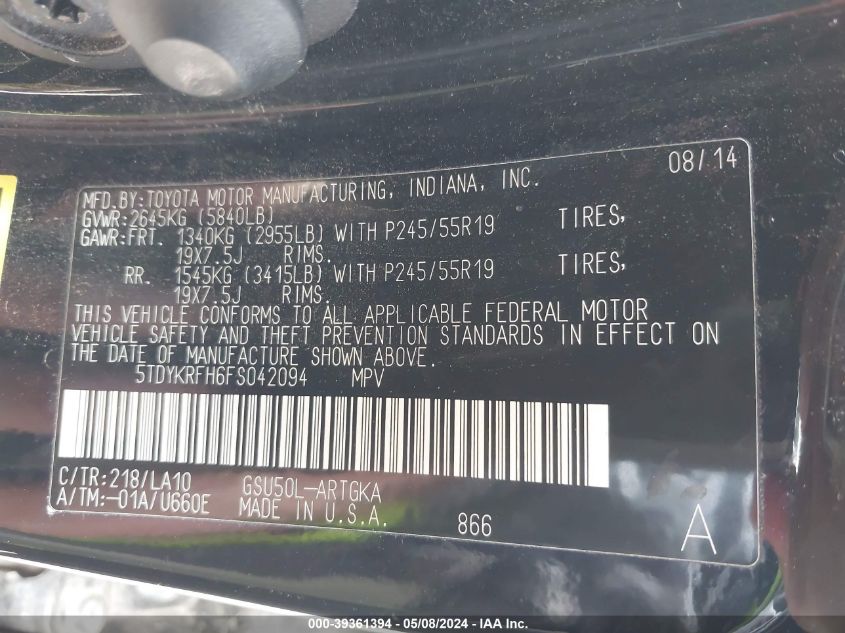 08/14
MFD.BY:TOYOTA MOTOR MANUFACTURING, INDIANA, INC.
GVWR:2645KG (5840LB)
GAWR:FRT. 1340KG (2955LB) WITH P245/55R19 TIRES,
19X7.5J RIMS.
RR. 1545KG (3415LB) WITH P245/55R19 TIRES,
19X7.5J RIMS.
THIS VEHICLE CONFORMS TO ALL APPLICABLE FEDERAL MOTOR
VEHICLE SAFETY AND THEFT PREVENTION STANDARDS IN EFFECT ON
THE DATE OF MANUFACTURE SHOWN ABOVE.
5TDYKRFH6FS042094 MPV
C/TR:218/LA10 GSU50L-ARTGKA
A/TM:-01A/U660E MADE IN U.S.A. 866 A
000-39361394 - 05/08/2024 - IAA Inc.